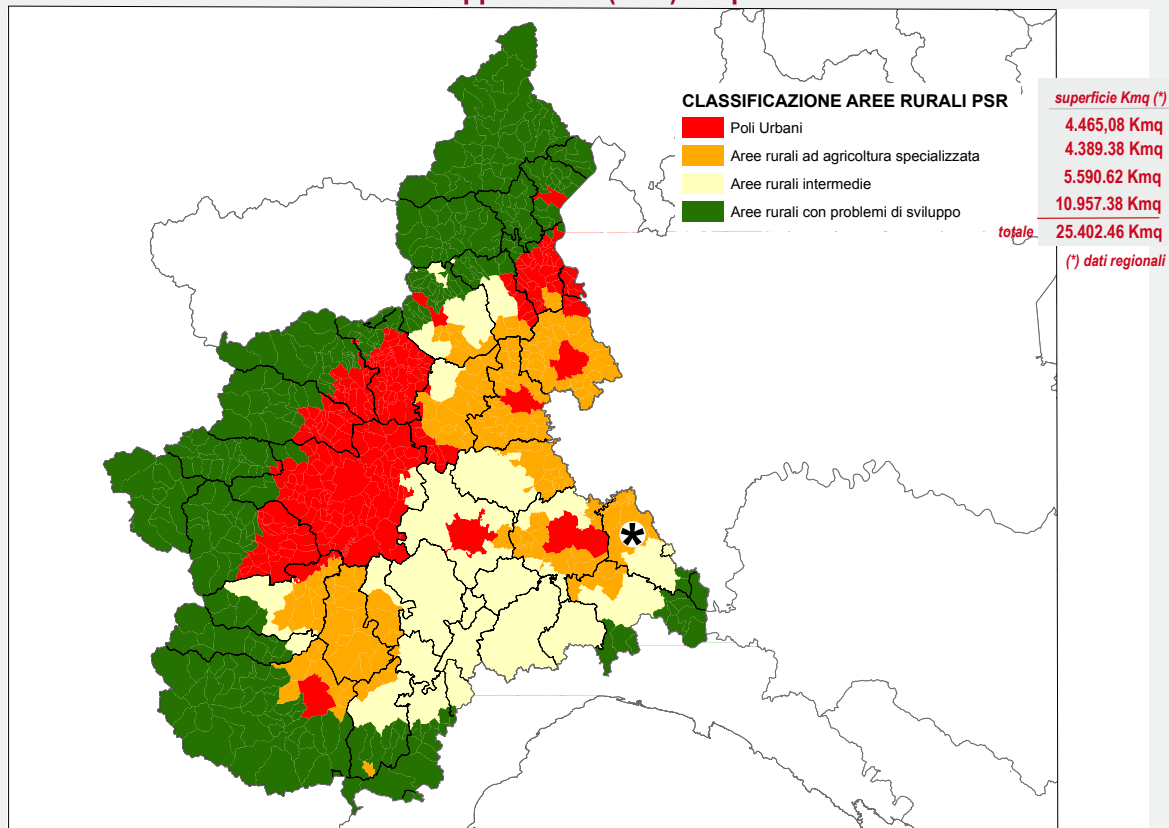 CLASSIFICAZIONE AREE RURALI PSR
superficie Kmq (*)
Poli Urbani
4.465,08 Kmq
Aree rurali ad agricoltura specializzata
4.389.38 Kmq
Aree rurali intermedie
5.590.62 Kmq
Aree rurali con problemi di sviluppo
10.957.38 Kmq
totale 25.402.46 Kmq
(*) dati regionali
*